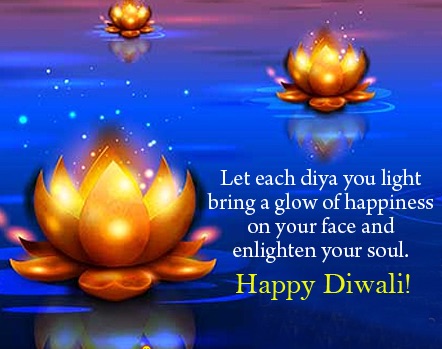 Let each diya you light
bring a glow of happiness
on your face and
enlighten your soul.
Happy Diwali!